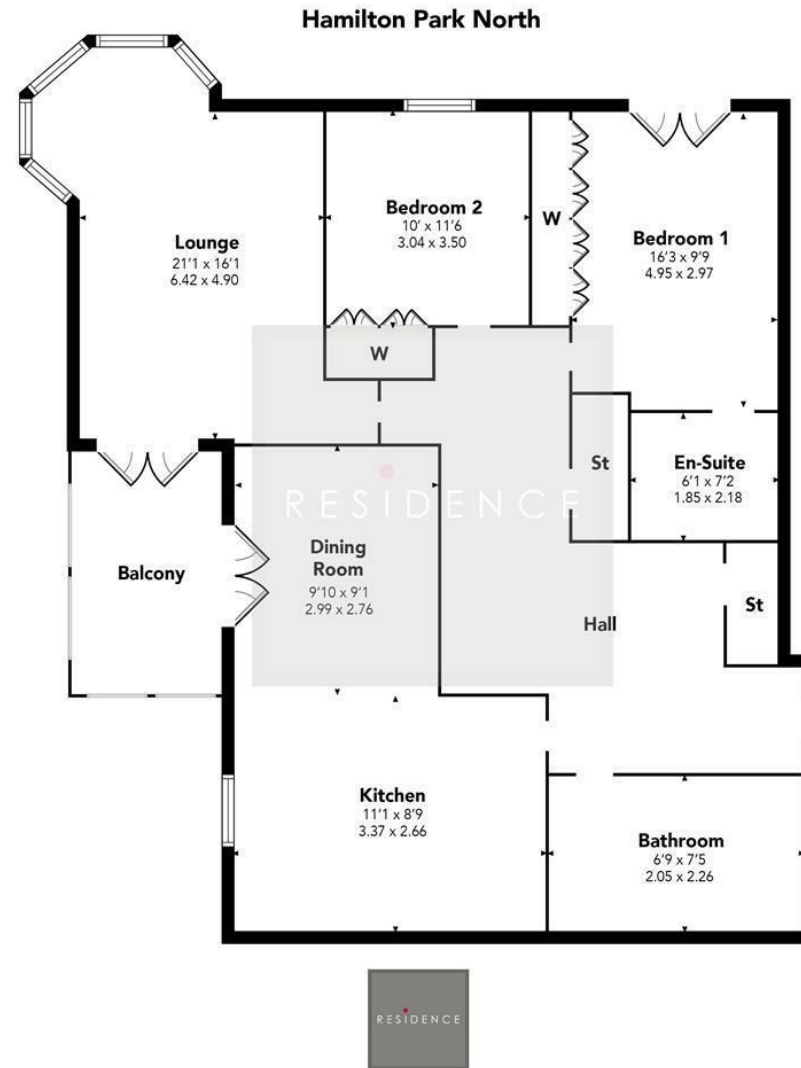 Hamilton Park North
Lounge
21'1 x 16'1
6.42 x 4.90
Bedroom 2
10' x 11'6
3.04 x 3.50
W
Bedroom 1
16'3 x 9'9
4.95 x 2.97
W
St
En-Suite
6'1 x 7'2
1.85 x 2.18
RESIDENCE
Balcony
Dining
Room
9'10 x 9'1
2.99 x 2.76
Hall
St
Kitchen
11'1 x 8'9
3.37 x 2.66
Bathroom
6'9 x 7'5
2.05 x 2.26
RESIDENCE